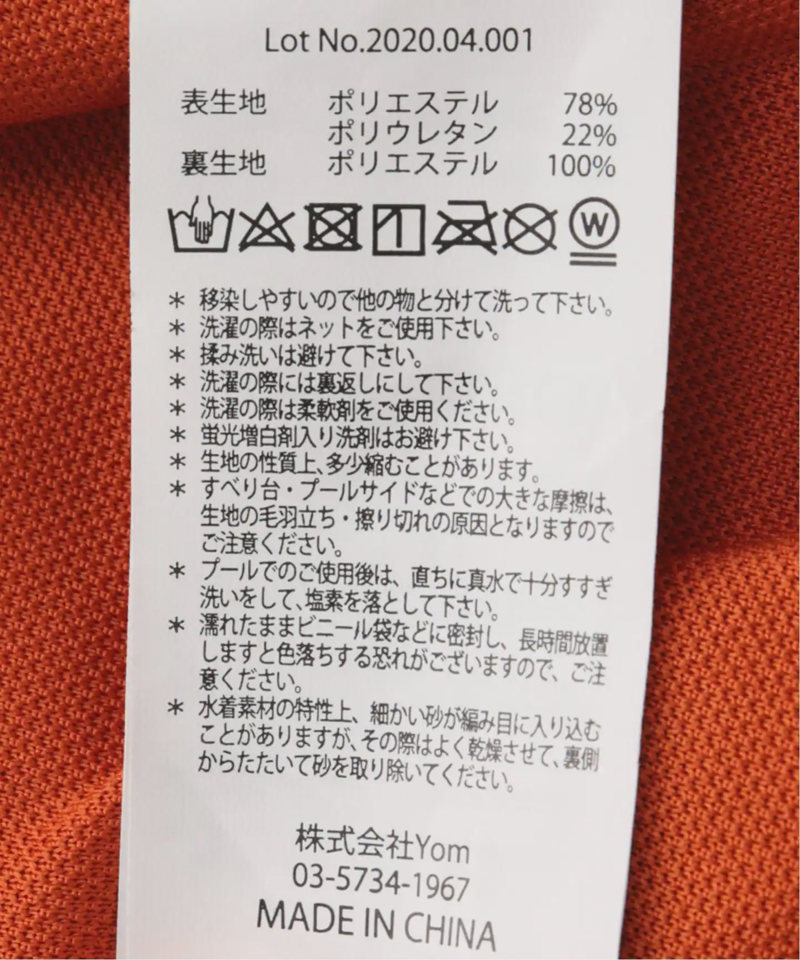 Lot No.2020.04.001
表生地 ポリエステル 78%
ポリウレタン 22%
裏生地 ポリエステル 100%
W
＊ 移染しやすいので他の物と分けて洗って下さい。
＊ 洗濯の際はネットをご使用下さい。
＊ 揉み洗いは避けて下さい。
＊ 洗濯の際には裏返しにして下さい。
＊ 洗濯の際は柔軟剤をご使用ください。
＊ 蛍光増白剤入り洗剤はお避け下さい。
＊ 生地の性質上、多少縮むことがあります。
＊ すべり台・プールサイドなどでの大きな摩擦は、
生地の毛羽立ち・擦り切れの原因となりますので
ご注意ください。
＊ プールでのご使用後は、直ちに真水で十分すすぎ
洗いをして、塩素を落として下さい。
＊ 濡れたままビニール袋などに密封し、長時間放置
しますと色落ちする恐れがございますので、ご注
意ください。
＊ 水着素材の特性上、細かい砂が編み目に入り込む
ことがありますが、その際はよく乾燥させて、裏側
からたたいて砂を取り除いてください。
株式会社Yom
03-5734-1967
MADE IN CHINA